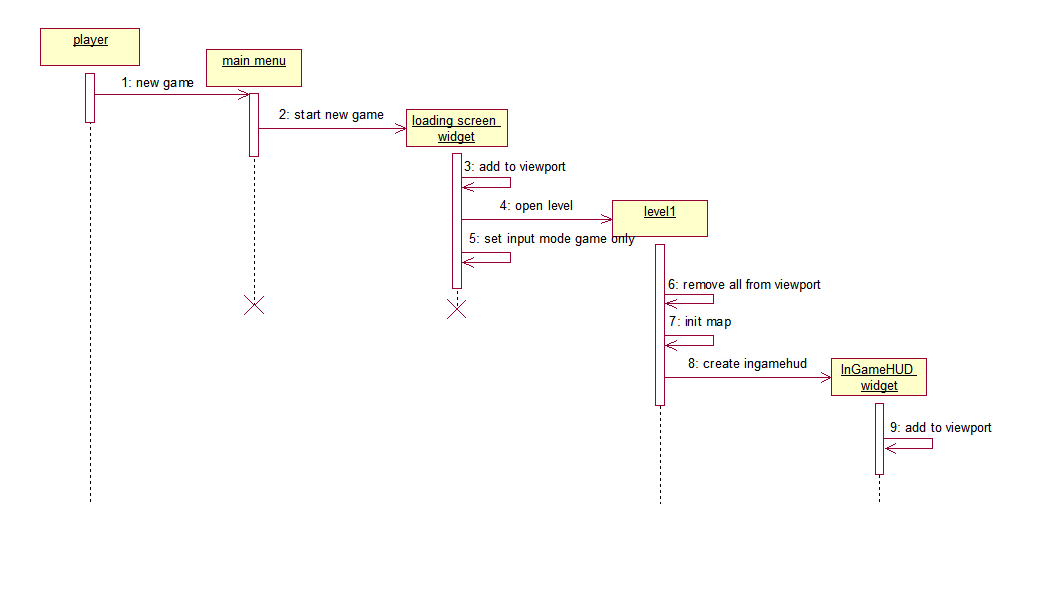 player
main menu
1: new game
2: start new game
loading screen
widget
3: add to viewport
4: open level
level1
5: set input mode game only
6: remove all from viewport
7: init map
8: create ingamehud
InGameHUD
widget
9: add to viewport